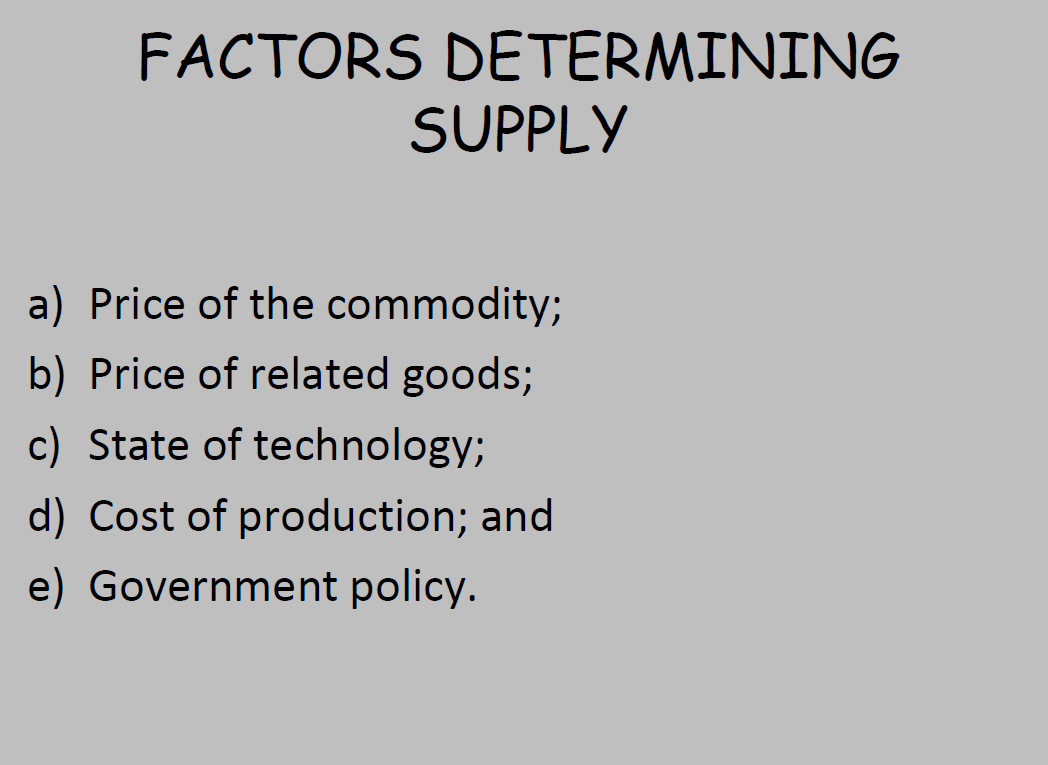 FACTORS DETERMINING
SUPPLY
a) Price of the commodity;
b) Price of related goods;
c) State of technology;
d) Cost of production; and
e) Government policy.